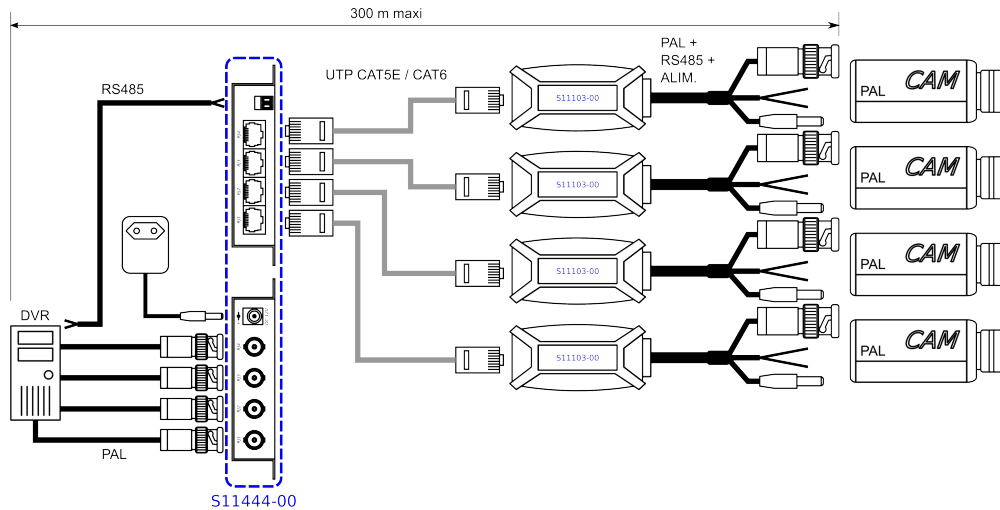 300 m maxi
PAL +
RS485 +
ALIM.
UTP CAT5E / CAT6
RS485
S11103-00
PAL
CAM
S11103-00
PAL
CAM
S11103-00
PAL
CAM
S11103-00
PAL
CAM
DVR
PAL
S11444-00